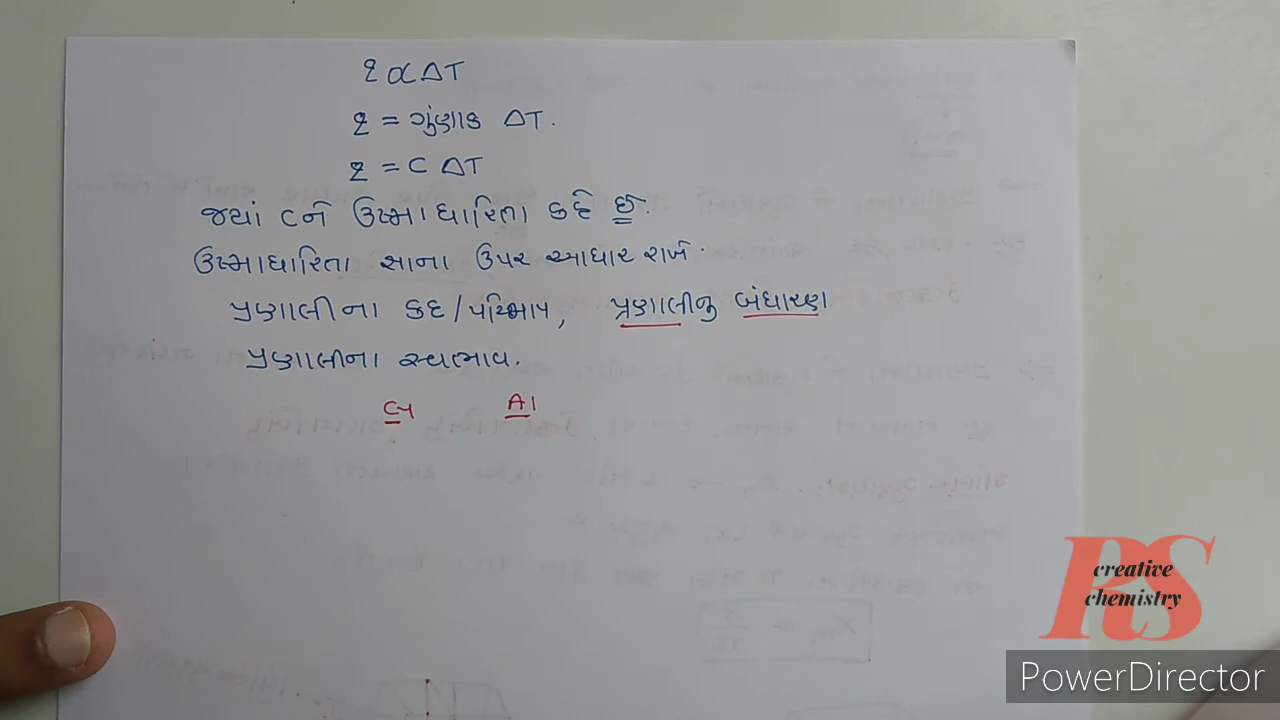 q α ΔT
q = ગુંણાક ΔT.
q = C ΔT
જ્યાં C ને ઉષ્માધારિતા કહે છે.
ઉષ્માધારિતા સાના ઉપર આધાર રાખે.
પ્રણાલીના કદ / પરિમાપ, પ્રણાલીનુ બંધારણ
પ્રણાલીના સ્વભાવ.
Cu Al
RS
creative
chemistry
PowerDirector